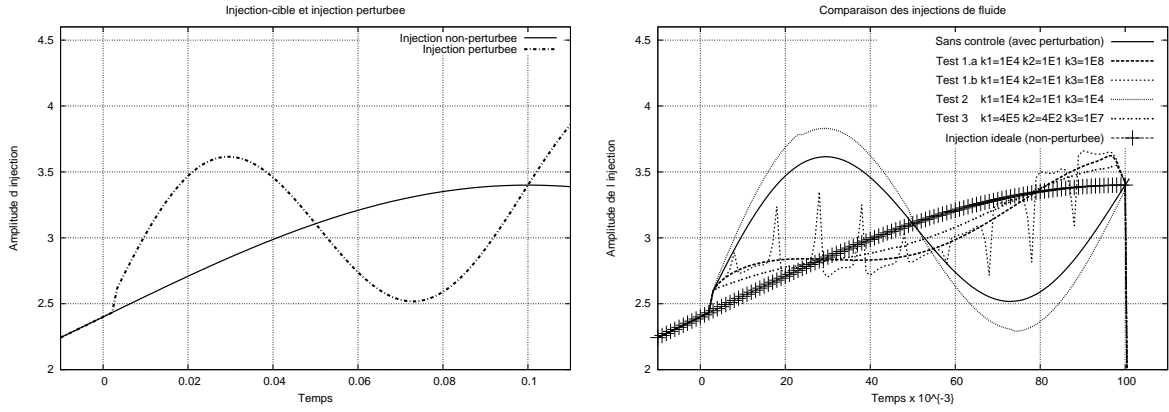 Injection-cible et injection perturbee
Injection non-perturbee
Injection perturbee
4.5
4
3.5
3
2.5
2
Amplitude d injection
0
0.02
0.04
0.06
0.08
0.1
Temps
Comparaison des injections de fluide
Sans controle (avec perturbation)
Test 1.a k1=1E4 k2=1E1 k3=1E8
Test 1.b k1=1E4 k2=1E1 k3=1E8
Test 2 k1=1E4 k2=1E1 k3=1E4
Test 3 k1=4E5 k2=4E2 k3=1E7
Injection ideale (non-perturbee)
4.5
4
3.5
3
2.5
2
Amplitude de l injection
0
20
40
60
80
100
Temps x 10^{-3}